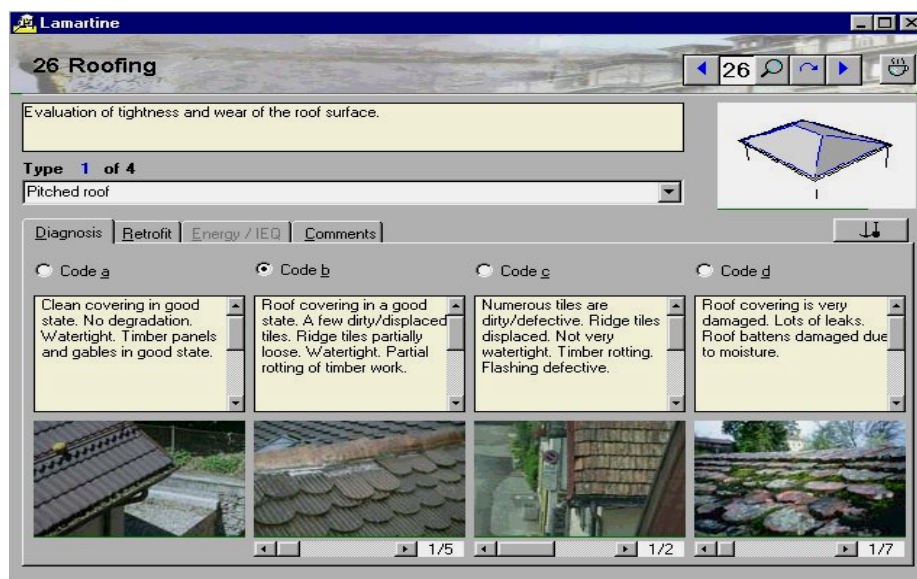 Lamartine
26 Roofing
26
Evaluation of tightness and wear of the roof surface.
Type 1 of 4
Pitched roof
Diagnosis Retrofit Energy / IEQ Comments
Code a
Clean covering in good
state. No degradation.
Watertight. Timber panels
and gables in good state.
Code b
Roof covering in a good
state. A few dirty/displaced
tiles. Ridge tiles partially
loose. Watertight. Partial
rotting of timber work.
Code c
Numerous tiles are
dirty/defective. Ridge tiles
displaced. Not very
watertight. Timber rotting.
Flashing defective.
Code d
Roof covering is very
damaged. Lots of leaks.
Roof battens damaged due
to moisture.
1/5
1/2
1/7